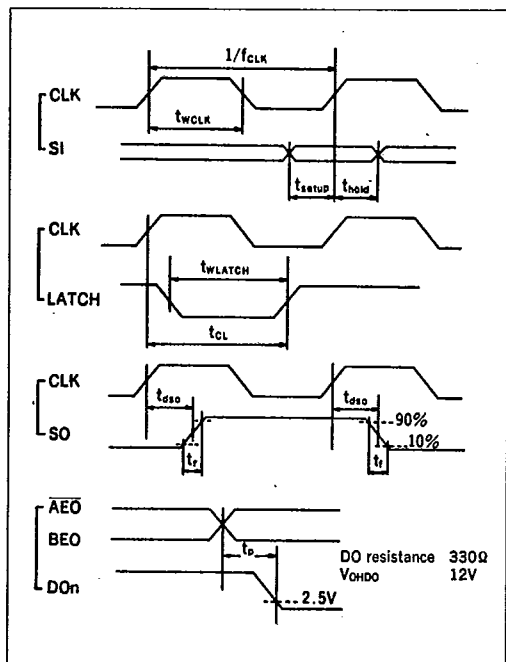 1/fCLK
CLK
tWCLK
SI
tsetup
thold
CLK
tWLATCH
LATCH
tCL
CLK
tdso
tdso
SO
90%
10%
tr
tf
AEO
BEO
tp
DO resistance 330Ω
VOHDO 12V
DOn
2.5V